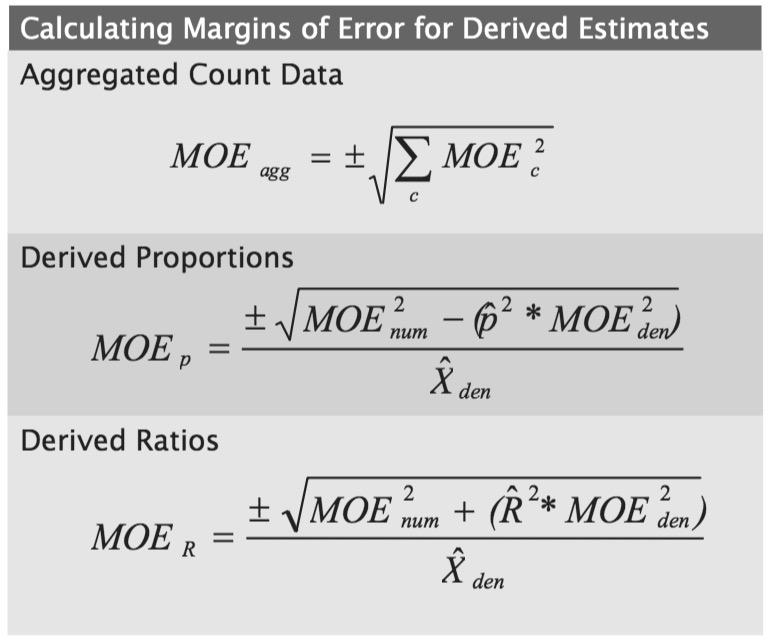 Calculating Margins of Error for Derived Estimates
Aggregated Count Data
MOE_agg = ± √(∑_c MOE_c^2)
Derived Proportions
MOE_p = ± √(MOE_num^2 − (p̂^2 * MOE_den^2)) / X̂_den
Derived Ratios
MOE_R = ± √(MOE_num^2 + (R̂^2 * MOE_den^2)) / X̂_den